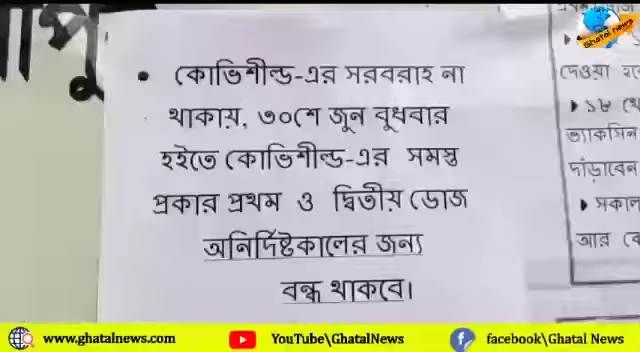 Ghatal news
• কোভিশীল্ড-এর সরবরাহ না
থাকায়, ৩০শে জুন বুধবার
হইতে কোভিশীল্ড-এর সমস্ত
প্রকার প্রথম ও দ্বিতীয় ডোজ
অনির্দিষ্টকালের জন্য
বন্ধ থাকবে।
দেওয়া
▶ ১৮
ভ্যাকসিন
দাঁড়াবেন
▶ সকাল
আর
www.ghatalnews.com
YouTube\GhatalNews
facebook\Ghatal News